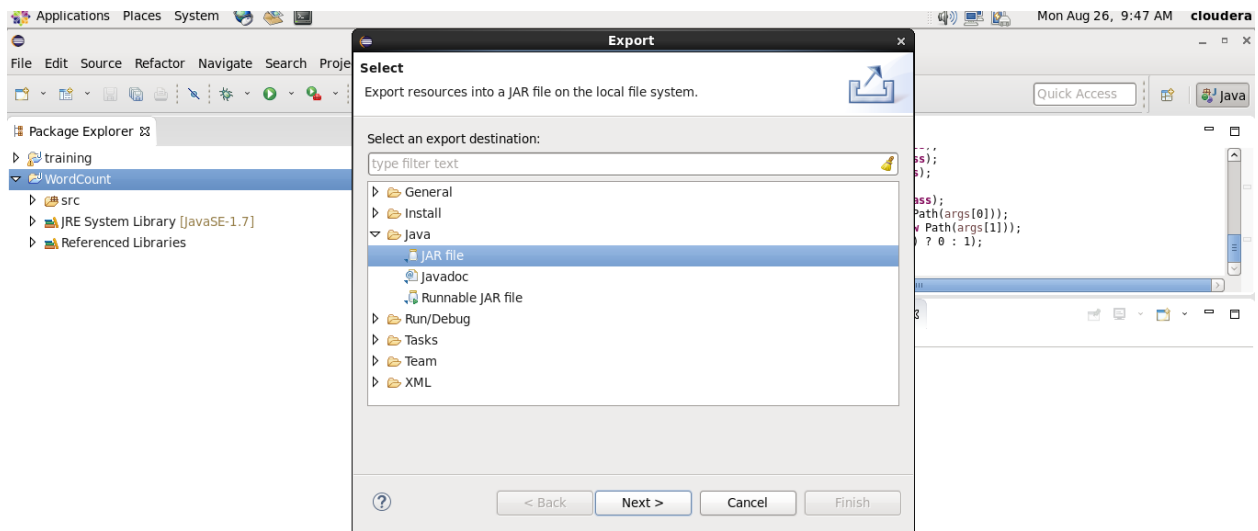 Applications Places System Mon Aug 26, 9:47 AM cloudera
Export
File Edit Source Refactor Navigate Search Proje
Select
Export resources into a JAR file on the local file system.
Quick Access
Java
Package Explorer
training
WordCount
src
JRE System Library [JavaSE-1.7]
Referenced Libraries
Select an export destination:
type filter text
General
Install
Java
JAR file
Javadoc
Runnable JAR file
Run/Debug
Tasks
Team
XML
< Back Next > Cancel Finish
ss);
s);
ass);
Path(args[0]));
w Path(args[1]));
) ? 0 : 1);